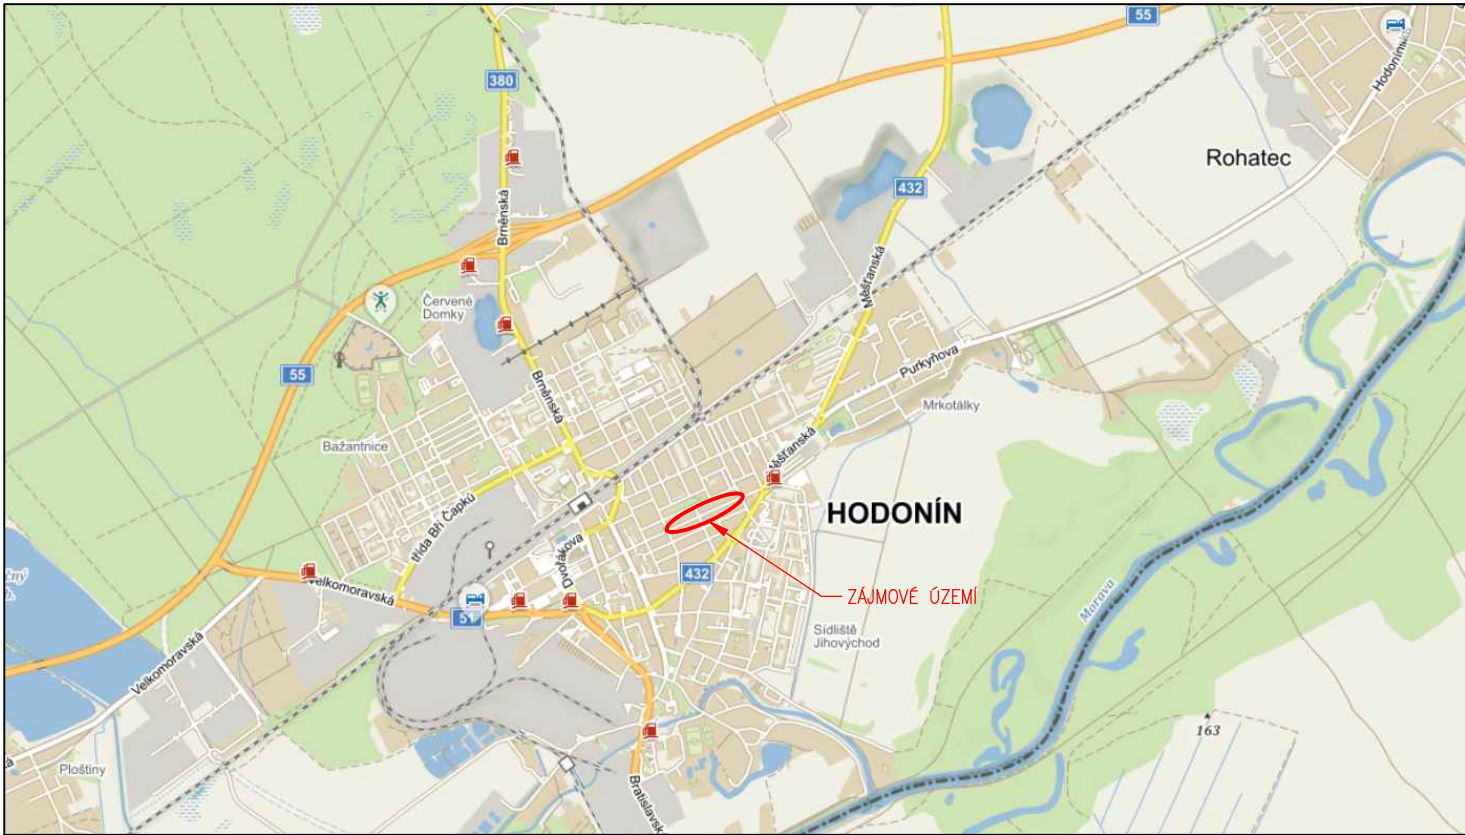 55
Hodonínská
380
Rohatec
432
Brněnská
Měšťanská
Červené
Domky
55
Purkyňova
Brněnská
Mrkotálky
Bažantnice
Měšťanská
třída Bří Čapků
HODONÍN
Dvořákova
432
Velkomoravská
ZÁJMOVÉ ÚZEMÍ
Morava
51
Sídliště
Jihovýchod
Velkomoravská
163
Ploštiny
Bratislavská